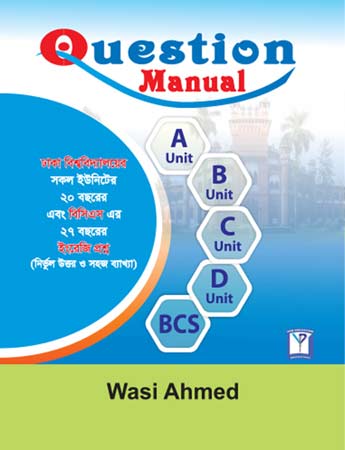 Question
Manual
A
Unit
B
Unit
C
Unit
D
Unit
BCS
ঢাকা বিশ্ববিদ্যালয়ের
সকল ইউনিটের
২০ বছরের
এবং বিসিএস এর
২৭ বছরের
ইংরেজি প্রশ্ন
(নির্ভুল উত্তর ও সহজ ব্যাখ্যা)
Wasi Ahmed